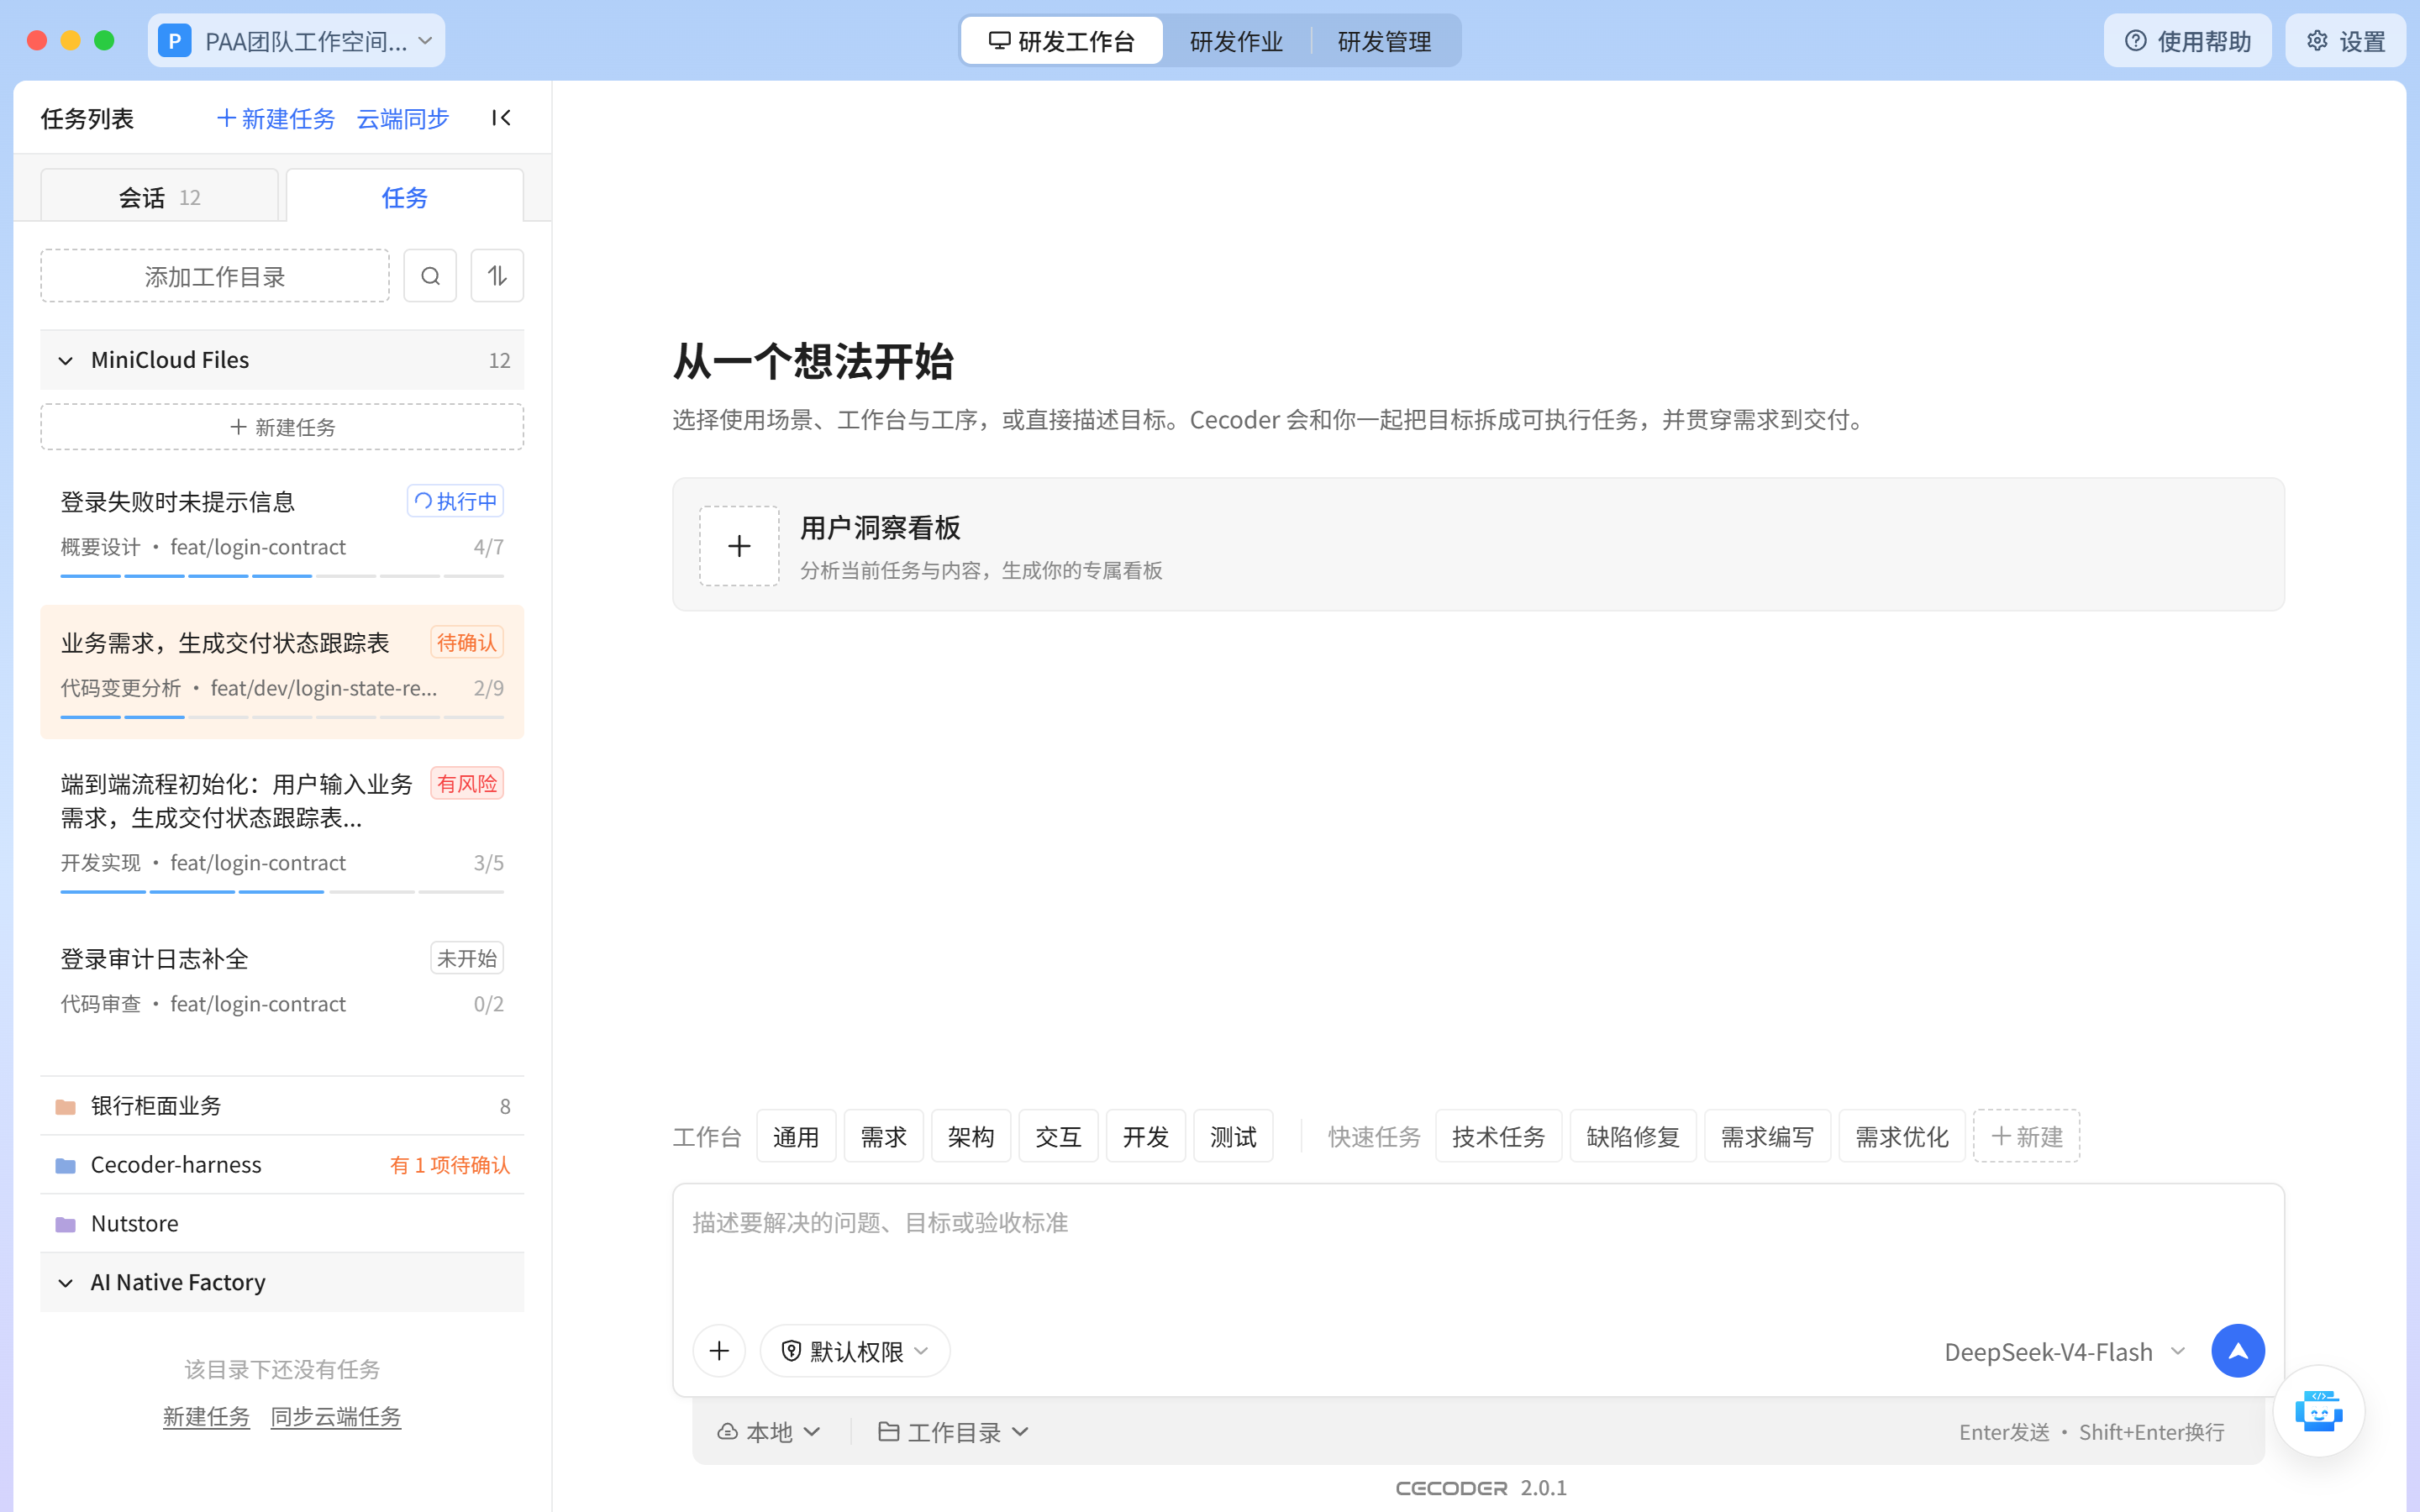 P PAA团队工作空间...
研发工作台 研发作业 研发管理
使用帮助 设置
任务列表 新建任务 云端同步
会话 12 任务
添加工作目录
MiniCloud Files 12
新建任务
登录失败时未提示信息 执行中
概要设计 • feat/login-contract 4/7
业务需求，生成交付状态跟踪表 待确认
代码变更分析 • feat/dev/login-state-re... 2/9
端到端流程初始化：用户输入业务 有风险
需求，生成交付状态跟踪表...
开发实现 • feat/login-contract 3/5
登录审计日志补全 未开始
代码审查 • feat/login-contract 0/2
银行柜面业务 8
Cecoder-harness 有 1 项待确认
Nutstore
AI Native Factory
该目录下还没有任务
新建任务 同步云端任务
从一个想法开始
选择使用场景、工作台与工序，或直接描述目标。Cecoder 会和你一起把目标拆成可执行任务，并贯穿需求到交付。
用户洞察看板
分析当前任务与内容，生成你的专属看板
工作台 通用 需求 架构 交互 开发 测试 快速任务 技术任务 缺陷修复 需求编写 需求优化 新建
描述要解决的问题、目标或验收标准
默认权限 DeepSeek-V4-Flash
本地 工作目录 Enter发送 • Shift+Enter换行
CECODER 2.0.1